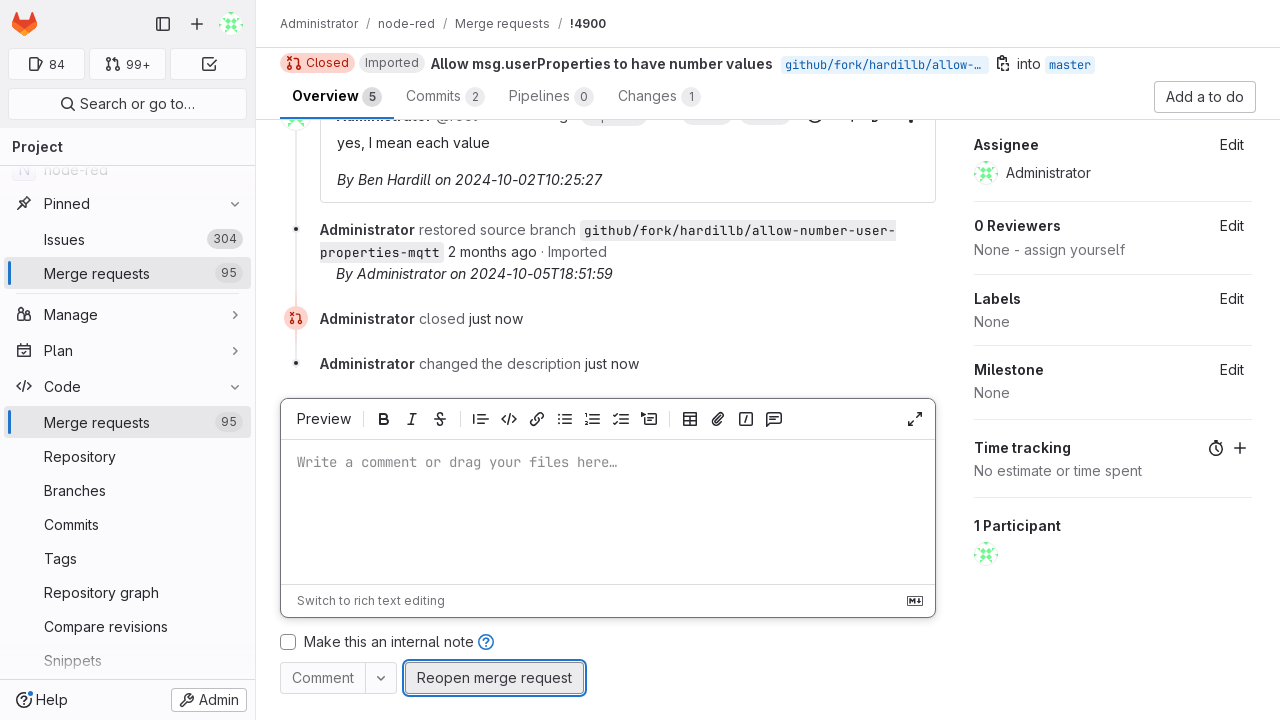 Administrator / node-red / Merge requests / !4900
84
99+
Search or go to…
Project
N node-red
Pinned
Issues 304
Merge requests 95
Manage
Plan
Code
Merge requests 95
Repository
Branches
Commits
Tags
Repository graph
Compare revisions
Snippets
Help
Admin
Closed Imported Allow msg.userProperties to have number values github/fork/hardillb/allow-… into master
Overview 5 Commits 2 Pipelines 0 Changes 1
Add a to do
yes, I mean each value
By Ben Hardill on 2024-10-02T10:25:27
Administrator restored source branch github/fork/hardillb/allow-number-user-
properties-mqtt 2 months ago · Imported
By Administrator on 2024-10-05T18:51:59
Administrator closed just now
Administrator changed the description just now
Preview
Write a comment or drag your files here…
Switch to rich text editing
Make this an internal note
Comment
Reopen merge request
Assignee Edit
Administrator
0 Reviewers Edit
None - assign yourself
Labels Edit
None
Milestone Edit
None
Time tracking
No estimate or time spent
1 Participant